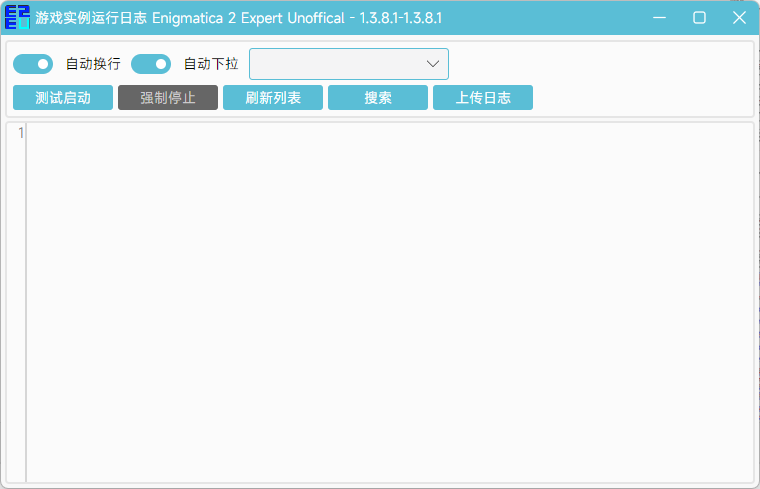 E2
EU
游戏实例运行日志 Enigmatica 2 Expert Unoffical - 1.3.8.1-1.3.8.1
自动换行 自动下拉
测试启动 强制停止 刷新列表 搜索 上传日志
1